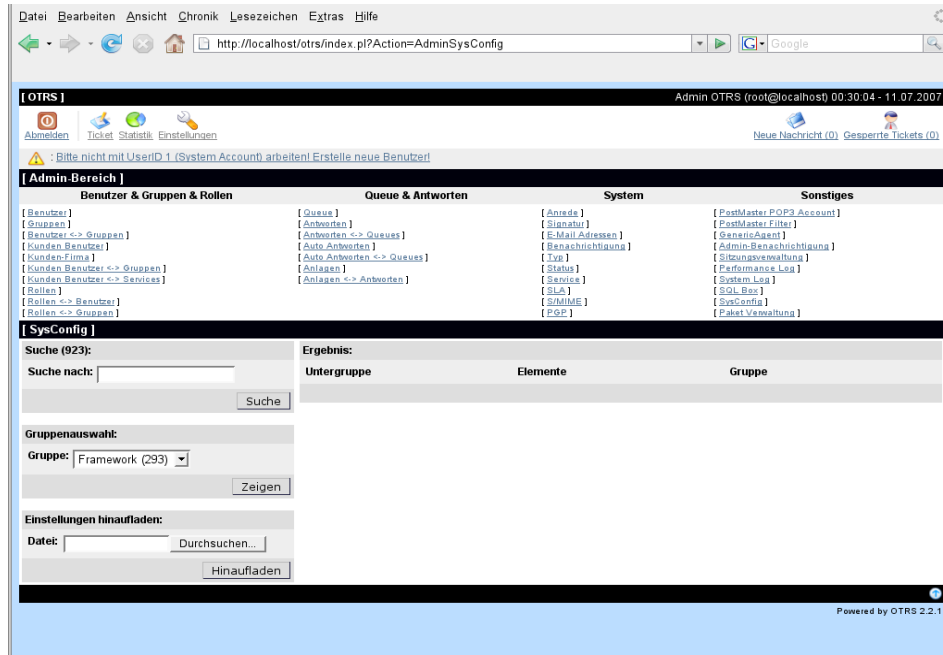 Datei Bearbeiten Ansicht Chronik Lesezeichen Extras Hilfe
http://localhost/otrs/index.pl?Action=AdminSysConfig
G Google
[ OTRS ]
Admin OTRS (root@localhost) 00:30:04 - 11.07.2007
Abmelden Ticket Statistik Einstellungen
Neue Nachricht (0) Gesperrte Tickets (0)
: Bitte nicht mit UserID 1 (System Account) arbeiten! Erstelle neue Benutzer!
[ Admin-Bereich ]
Benutzer & Gruppen & Rollen
[ Benutzer ]
[ Gruppen ]
[ Benutzer <-> Gruppen ]
[ Kunden Benutzer ]
[ Kunden-Firma ]
[ Kunden Benutzer <-> Gruppen ]
[ Kunden Benutzer <-> Services ]
[ Rollen ]
[ Rollen <-> Benutzer ]
[ Rollen <-> Gruppen ]
Queue & Antworten
[ Queue ]
[ Antworten ]
[ Antworten <-> Queues ]
[ Auto Antworten ]
[ Auto Antworten <-> Queues ]
[ Anlagen ]
[ Anlagen <-> Antworten ]
System
[ Anrede ]
[ Signatur ]
[ E-Mail Adressen ]
[ Benachrichtigung ]
[ Typ ]
[ Status ]
[ Service ]
[ SLA ]
[ S/MIME ]
[ PGP ]
Sonstiges
[ PostMaster POP3 Account ]
[ PostMaster Filter ]
[ GenericAgent ]
[ Admin-Benachrichtigung ]
[ Sitzungsverwaltung ]
[ Performance Log ]
[ System Log ]
[ SQL Box ]
[ SysConfig ]
[ Paket Verwaltung ]
[ SysConfig ]
Suche (923):
Suche nach:
Suche
Gruppenauswahl:
Gruppe: Framework (293)
Zeigen
Einstellungen hinaufladen:
Datei: Durchsuchen...
Hinaufladen
Ergebnis:
Untergruppe Elemente Gruppe
Powered by OTRS 2.2.1